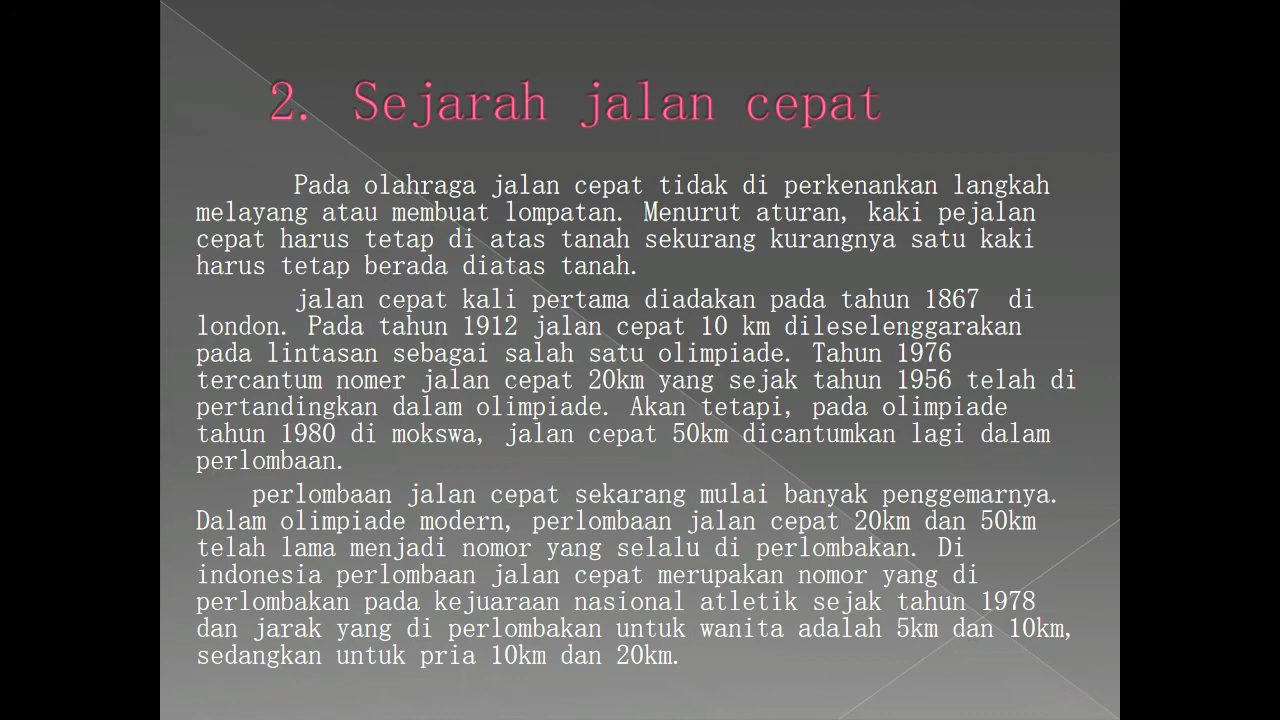 2. Sejarah jalan cepat
Pada olahraga jalan cepat tidak di perkenankan langkah
melayang atau membuat lompatan. Menurut aturan, kaki pejalan
cepat harus tetap di atas tanah sekurang kurangnya satu kaki
harus tetap berada diatas tanah.
jalan cepat kali pertama diadakan pada tahun 1867 di
london. Pada tahun 1912 jalan cepat 10 km dileselenggarakan
pada lintasan sebagai salah satu olimpiade. Tahun 1976
tercantum nomer jalan cepat 20km yang sejak tahun 1956 telah di
pertandingkan dalam olimpiade. Akan tetapi, pada olimpiade
tahun 1980 di mokswa, jalan cepat 50km dicantumkan lagi dalam
perlombaan.
perlombaan jalan cepat sekarang mulai banyak penggemarnya.
Dalam olimpiade modern, perlombaan jalan cepat 20km dan 50km
telah lama menjadi nomor yang selalu di perlombakan. Di
indonesia perlombaan jalan cepat merupakan nomor yang di
perlombakan pada kejuaraan nasional atletik sejak tahun 1978
dan jarak yang di perlombakan untuk wanita adalah 5km dan 10km,
sedangkan untuk pria 10km dan 20km.